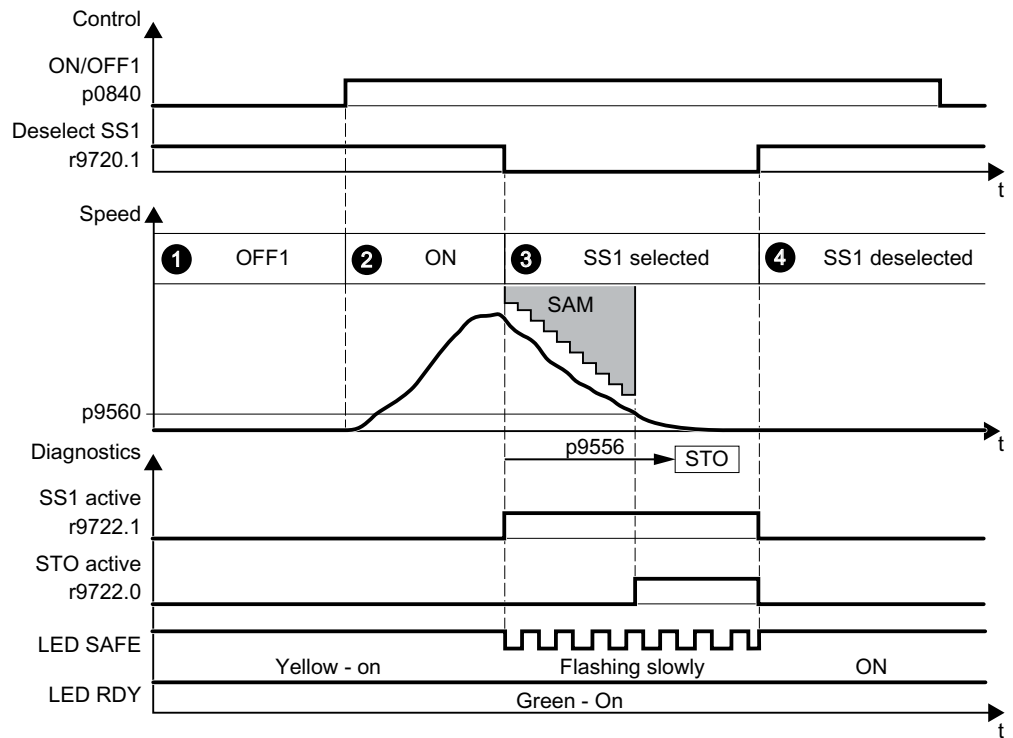 Control
ON/OFF1
p0840
Deselect SS1
r9720.1
t
Speed
1 OFF1 2 ON 3 SS1 selected 4 SS1 deselected
SAM
p9560
t
Diagnostics
p9556 STO
SS1 active
r9722.1
STO active
r9722.0
LED SAFE
Yellow - on Flashing slowly ON
LED RDY
Green - On
t